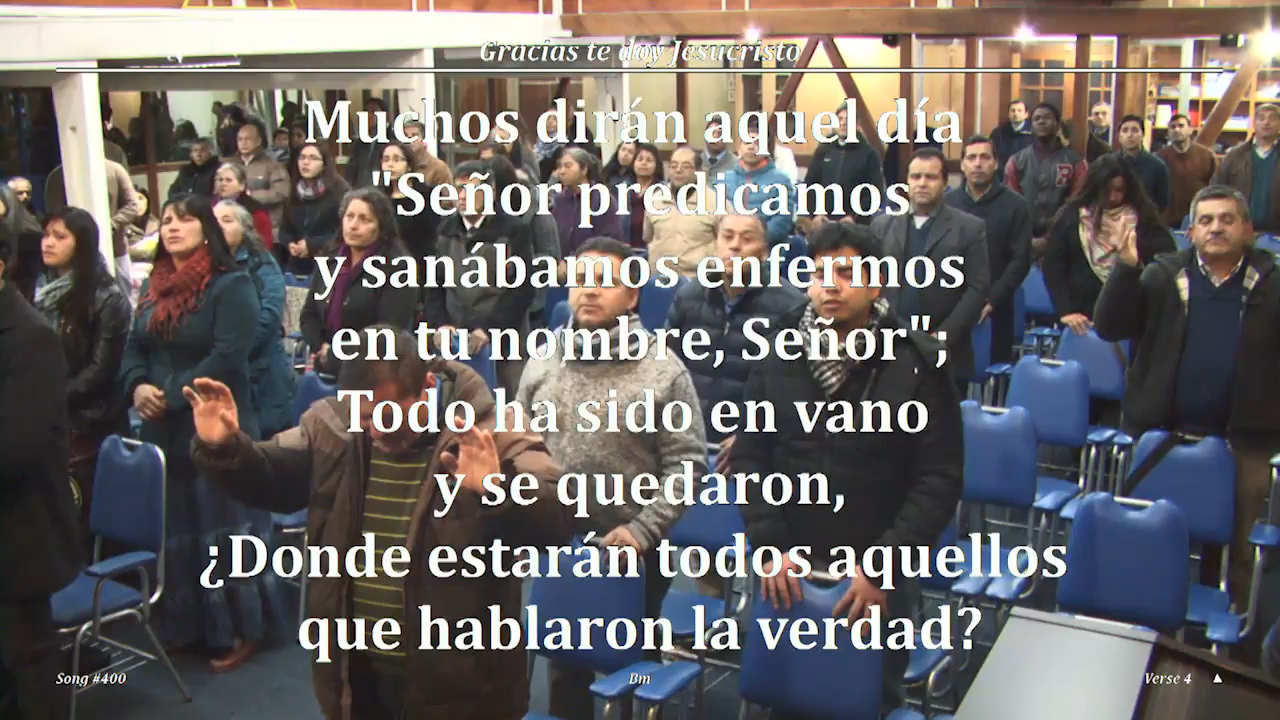 Gracias te doy Jesucristo
Muchos dirán aquel día
"Señor predicamos
y sanábamos enfermos
en tu nombre, Señor";
Todo ha sido en vano
y se quedaron,
¿Donde estarán todos aquellos
que hablaron la verdad?
Song #400
Bm
Verse 4 ▲